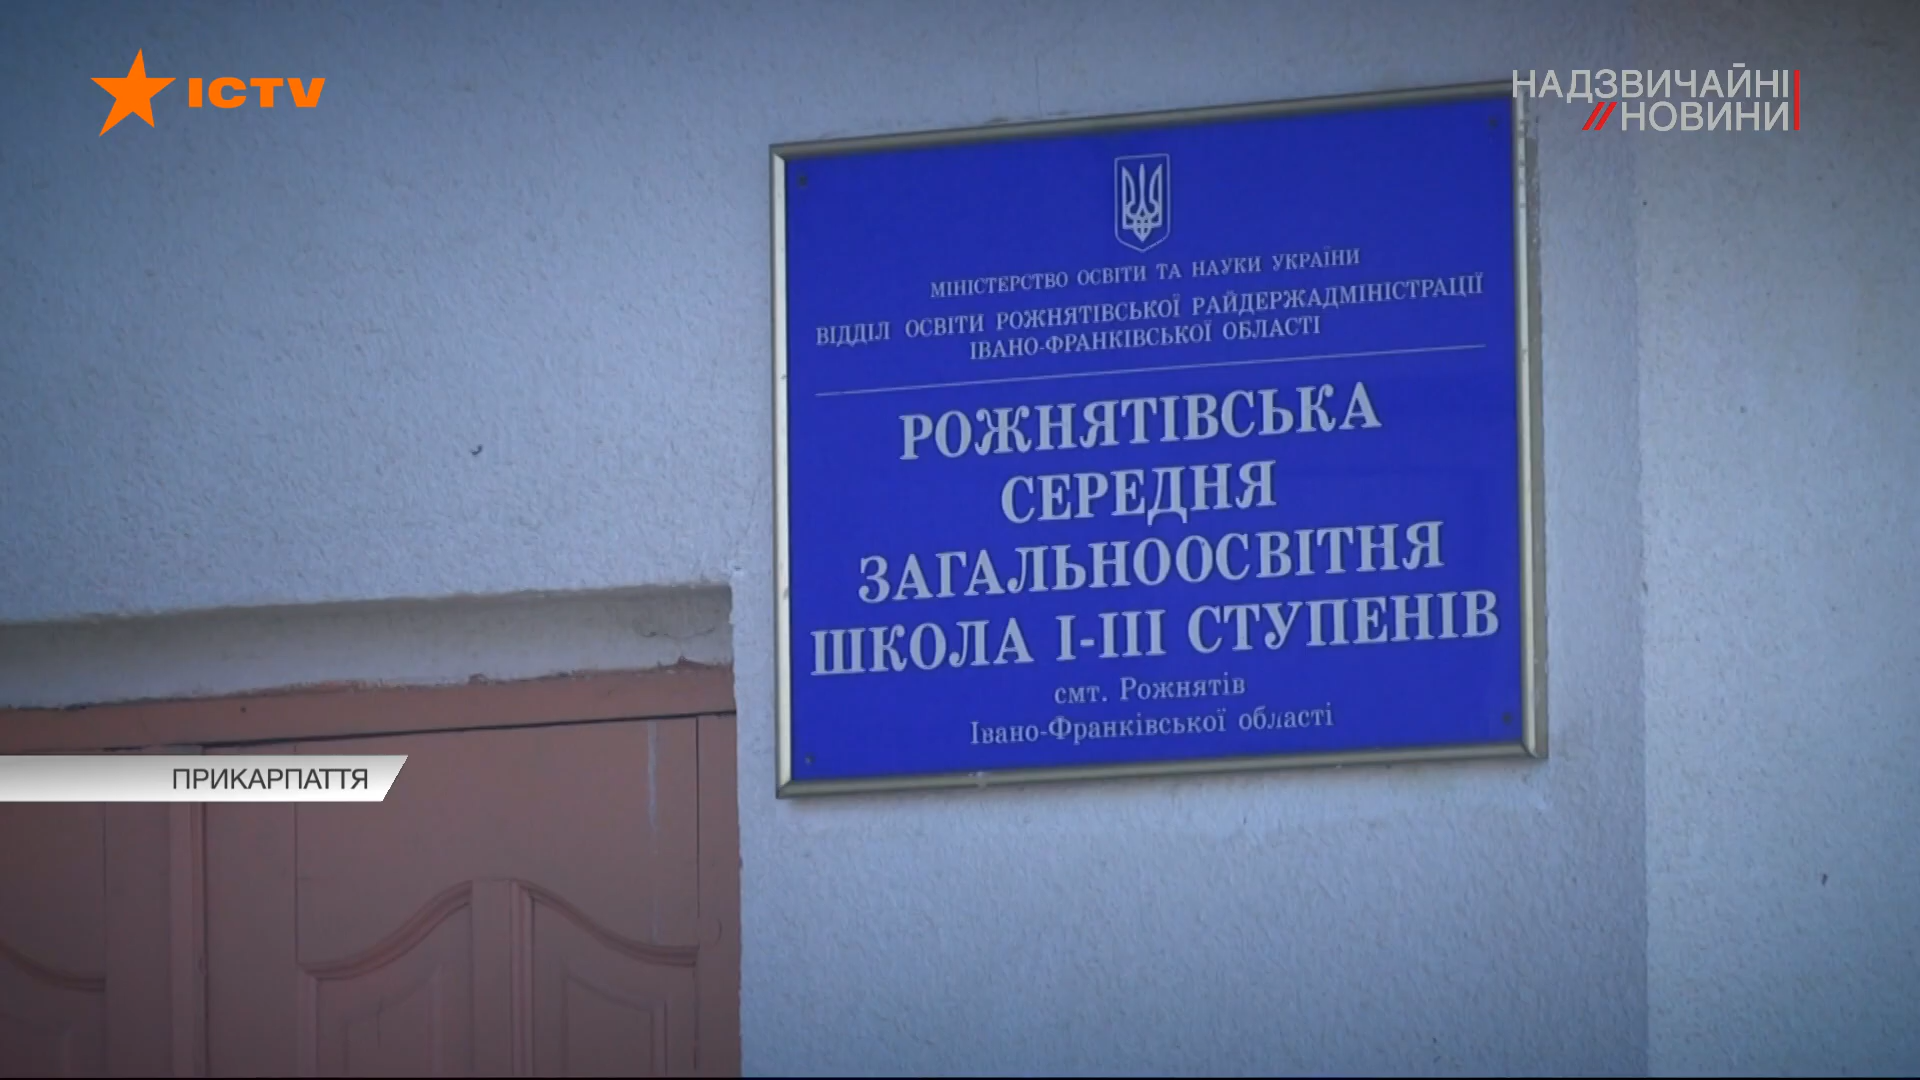 ICTV
НАДЗВИЧАЙНІ
//НОВИНИ
МІНІСТЕРСТВО ОСВІТИ ТА НАУКИ УКРАЇНИ
ВІДДІЛ ОСВІТИ РОЖНЯТІВСЬКОЇ РАЙДЕРЖАДМІНІСТРАЦІЇ
ІВАНО-ФРАНКІВСЬКОЇ ОБЛАСТІ
РОЖНЯТІВСЬКА
СЕРЕДНЯ
ЗАГАЛЬНООСВІТНЯ
ШКОЛА І-ІІІ СТУПЕНІВ
смт. Рожнятів
Івано-Франківської області
ПРИКАРПАТТЯ